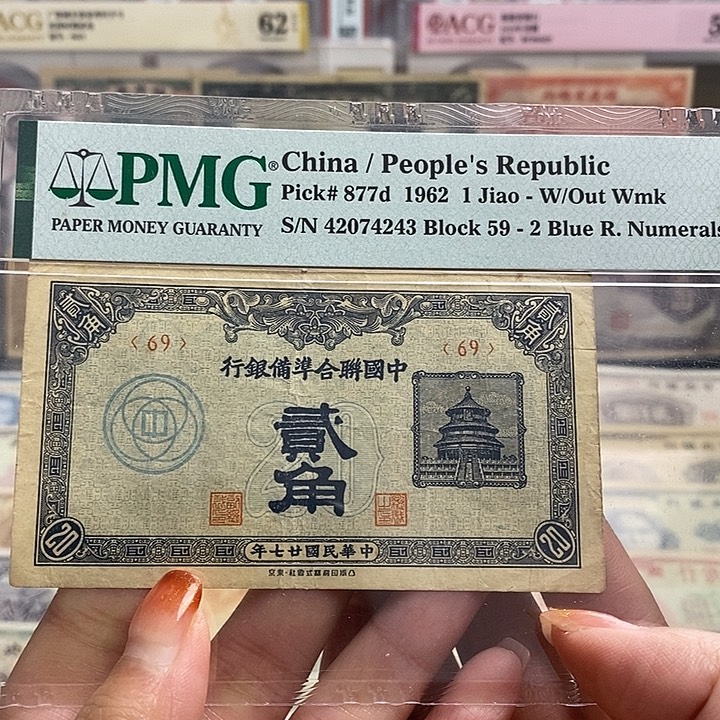 ACG
62
ACG
PMG®
PAPER MONEY GUARANTY
China / People's Republic
Pick# 877d 1962 1 Jiao - W/Out Wmk
S/N 42074243 Block 59 - 2 Blue R. Numerals
〈 69 〉
〈 69 〉
中國聯合準備銀行
20
貳
角
20
20
中華民國廿七年